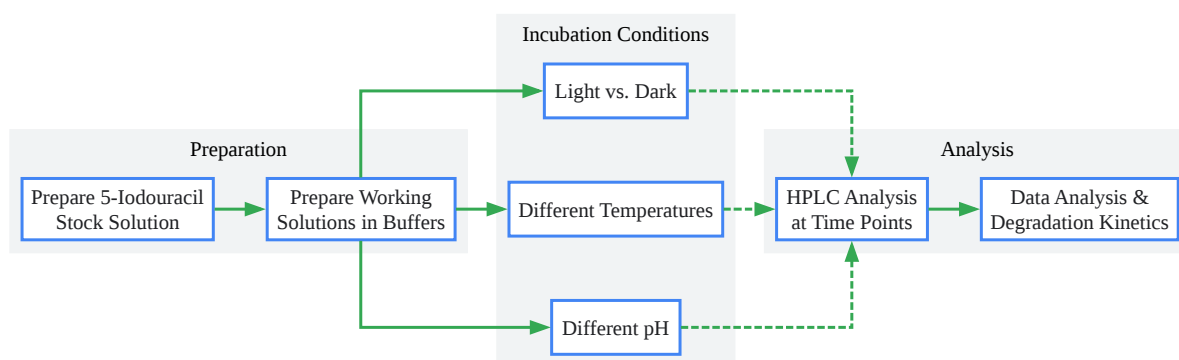 Incubation Conditions
Light vs. Dark
Preparation
Analysis
Prepare 5-Iodouracil
Stock Solution
Prepare Working
Solutions in Buffers
Different Temperatures
HPLC Analysis
at Time Points
Data Analysis &
Degradation Kinetics
Different pH